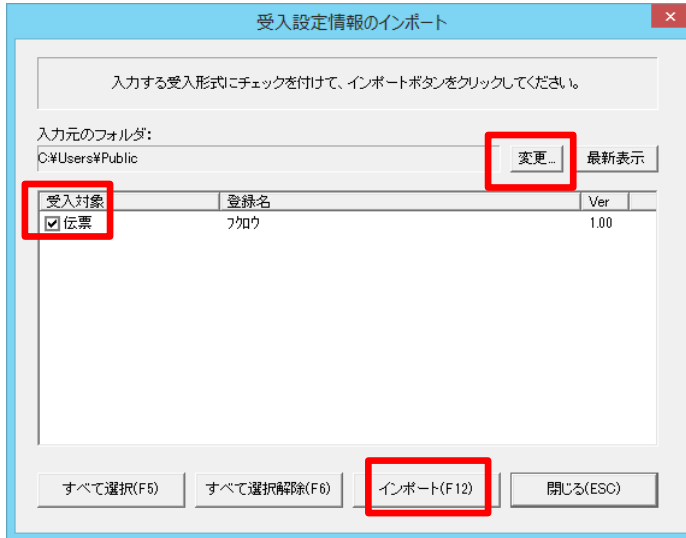 受入設定情報のインポート
入力する受入形式にチェックを付けて、インポートボタンをクリックしてください。
入力元のフォルダ:
C:¥Users¥Public 変更... 最新表示
受入対象 登録名 Ver
伝票 フクロウ 1.00
すべて選択(F5) すべて選択解除(F6) インポート(F12) 閉じる(ESC)